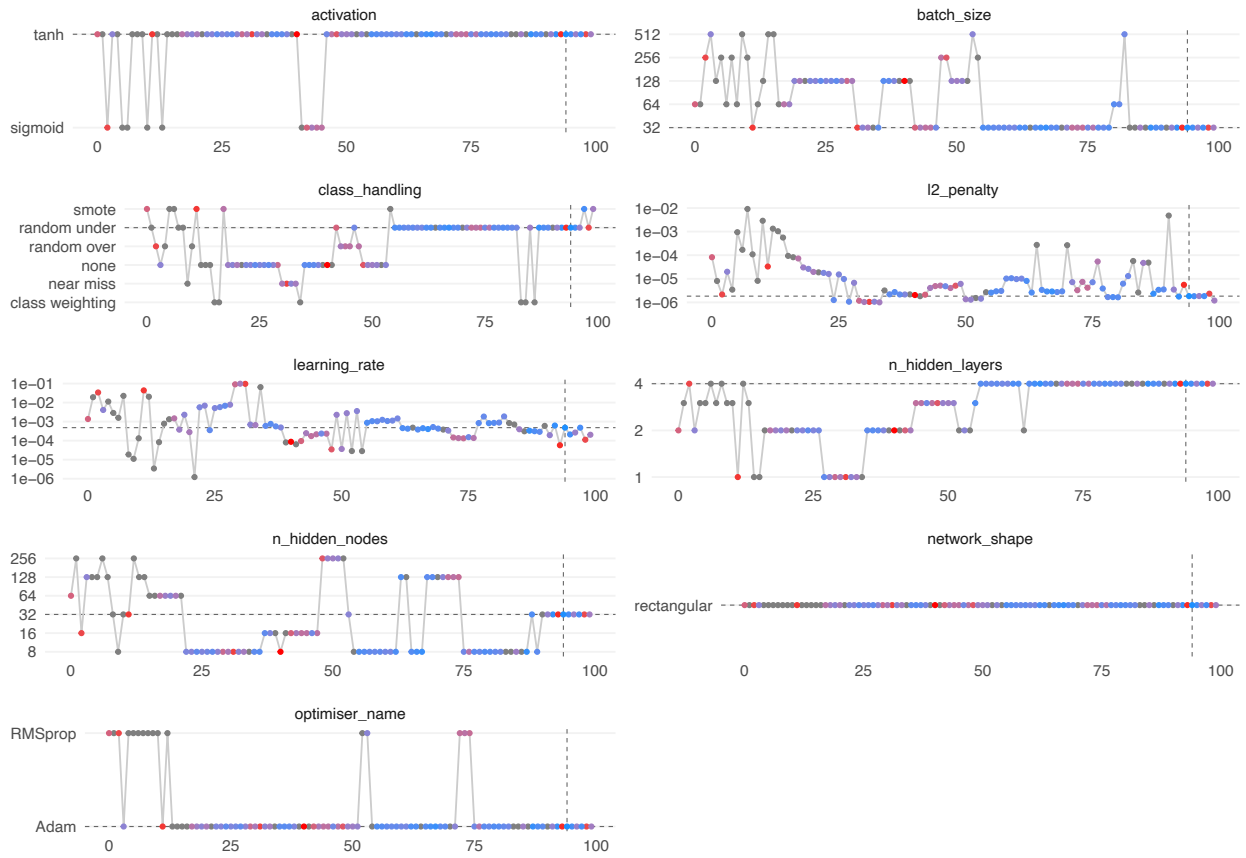 activation
tanh
sigmoid
0 25 50 75 100
batch_size
512
256
128
64
32
0 25 50 75 100
class_handling
smote
random under
random over
none
near miss
class weighting
0 25 50 75 100
l2_penalty
1e-02
1e-03
1e-04
1e-05
1e-06
0 25 50 75 100
learning_rate
1e-01
1e-02
1e-03
1e-04
1e-05
1e-06
0 25 50 75 100
n_hidden_layers
4
2
1
0 25 50 75 100
n_hidden_nodes
256
128
64
32
16
8
0 25 50 75 100
network_shape
rectangular
0 25 50 75 100
optimiser_name
RMSprop
Adam
0 25 50 75 100